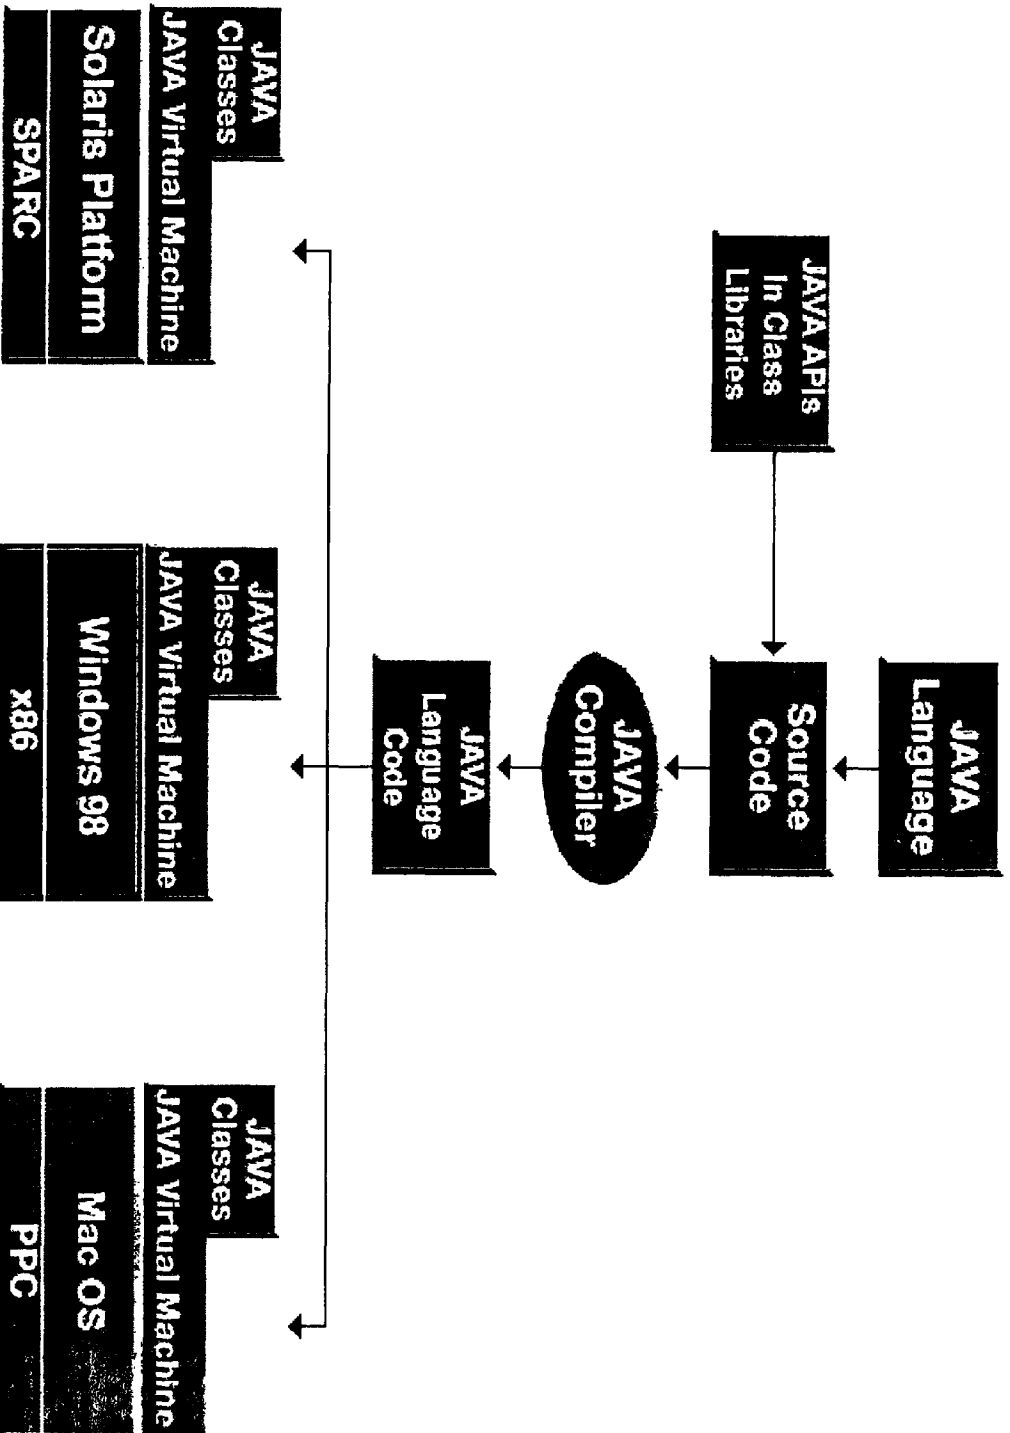 JAVA
Language
JAVA APIs
In Class
Libraries
Source
Code
JAVA
Compiler
JAVA
Language
Code
JAVA
Classes
JAVA Virtual Machine
Solaris Platform
SPARC
JAVA
Classes
JAVA Virtual Machine
Windows 98
x86
JAVA
Classes
JAVA Virtual Machine
Mac OS
PPC